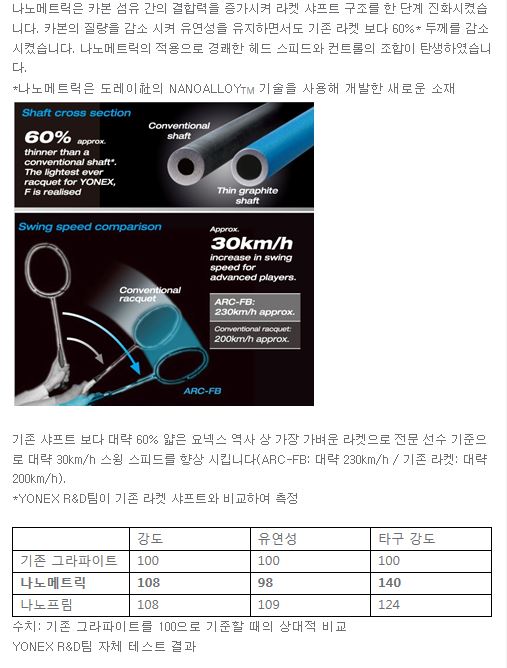 나노메트릭은 카본 섬유 간의 결합력을 증가시켜 라켓 샤프트 구조를 한 단계 진화시켰습
니다. 카본의 질량을 감소 시켜 유연성을 유지하면서도 기존 라켓 보다 60%* 두께를 감소
시켰습니다. 나노메트릭의 적용으로 경쾌한 헤드 스피드와 컨트롤의 조합이 탄생하였습니
다.
*나노메트릭은 도레이社의 NANOALLOY™ 기술을 사용해 개발한 새로운 소재
Shaft cross section
60% approx.
thinner than a
conventional shaft*.
The lightest ever
racquet for YONEX,
F is realised
Conventional
shaft
Thin graphite
shaft
Swing speed comparison
Approx.
30km/h
increase in swing
speed for
advanced players.
Conventional
racquet
ARC-FB:
230km/h approx.
Conventional racquet:
200km/h approx.
ARC-FB
기존 샤프트 보다 대략 60% 얇은 요넥스 역사 상 가장 가벼운 라켓으로 전문 선수 기준으
로 대략 30km/h 스윙 스피드를 향상 시킵니다(ARC-FB: 대략 230km/h / 기존 라켓: 대략
200km/h).
*YONEX R&D팀이 기존 라켓 샤프트와 비교하여 측정
강도 유연성 타구 강도
기존 그라파이트 100 100 100
나노메트릭 108 98 140
나노프림 108 109 124
수치: 기존 그라파이트를 100으로 기준할 때의 상대적 비교
YONEX R&D팀 자체 테스트 결과